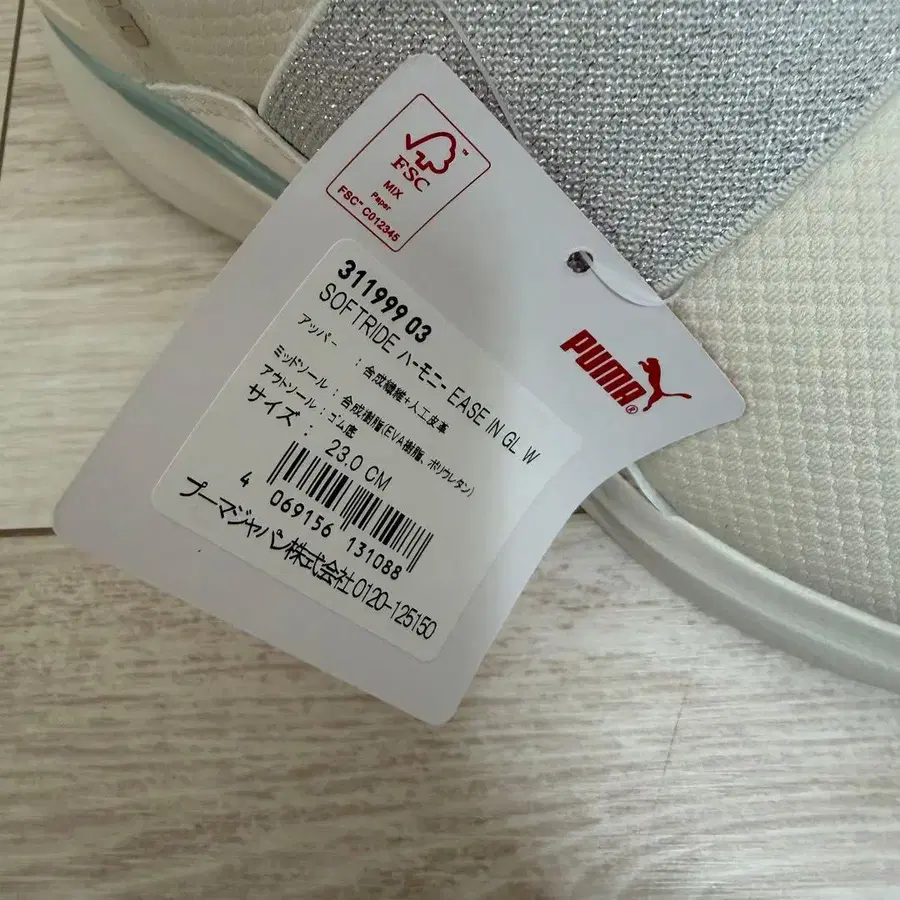 FSC™
MIX
Paper
FSC™ C012345
PUMA®
311999 03
SOFTRIDE ハーモニー EASE IN GL W
アッパー : 合成繊維+人工皮革
ミッドソール : 合成樹脂(EVA樹脂、ポリウレタン)
アウトソール : ゴム底
サイズ : 23.0 CM
4 069156 131088
プーマジャパン株式会社 0120-125150